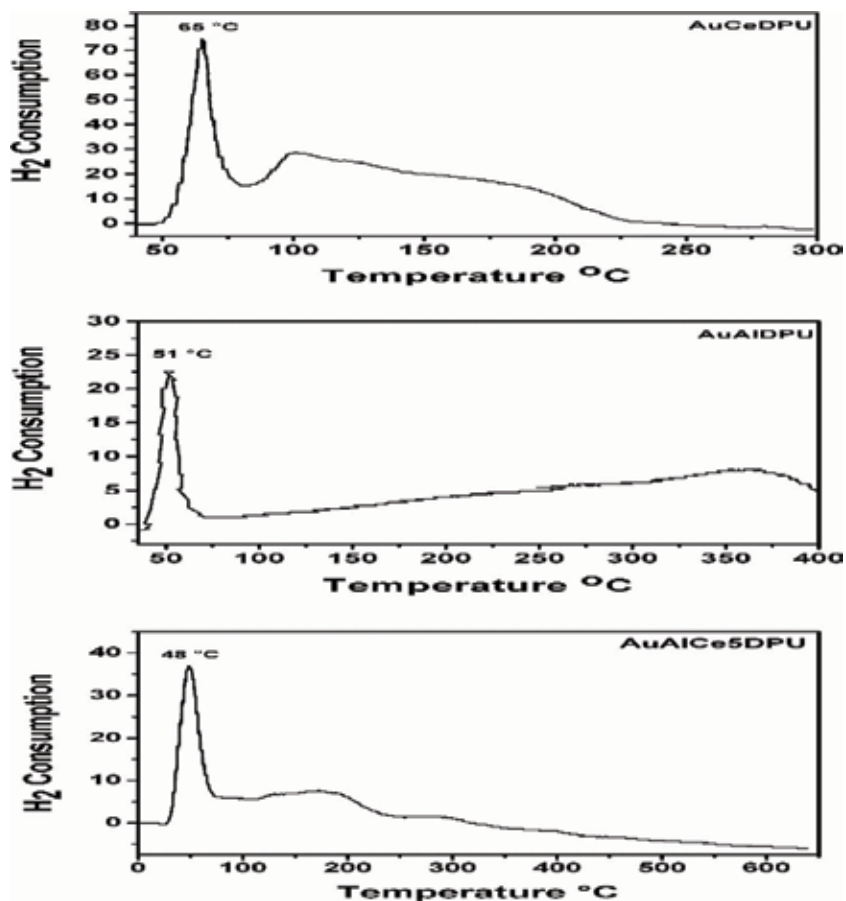 65 °C
AuCeDPU
80
70
60
50
40
30
20
10
0
H2 Consumption
50 100 150 200 250 300
Temperature °C
30
AuAlDPU
51 °C
25
20
15
10
5
0
H2 Consumption
50 100 150 200 250 300 350 400
Temperature °C
AuAlCe5DPU
48 °C
40
30
20
10
0
H2 Consumption
0 100 200 300 400 500 600
Temperature °C